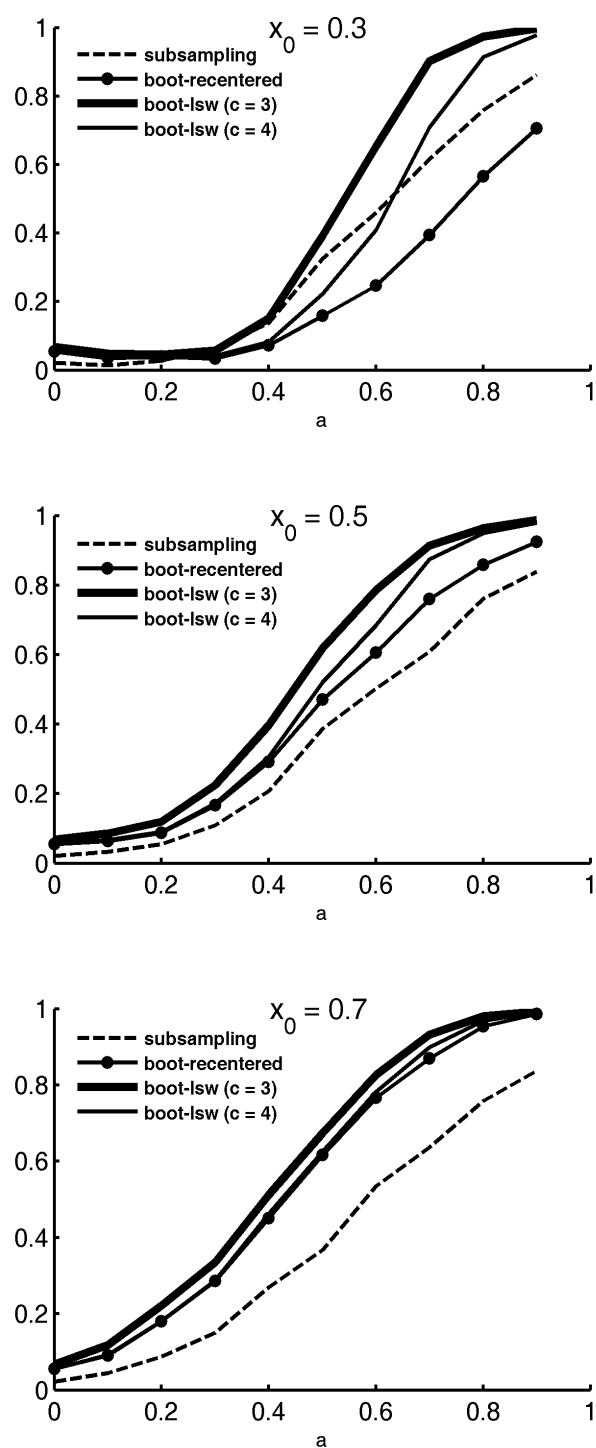 x0 = 0.3
1
subsampling
boot-recentered
boot-lsw (c = 3)
boot-lsw (c = 4)
0.8
0.6
0.4
0.2
0
0 0.2 0.4 0.6 0.8 1
a
x0 = 0.5
1
subsampling
boot-recentered
boot-lsw (c = 3)
boot-lsw (c = 4)
0.8
0.6
0.4
0.2
0
0 0.2 0.4 0.6 0.8 1
a
x0 = 0.7
1
subsampling
boot-recentered
boot-lsw (c = 3)
boot-lsw (c = 4)
0.8
0.6
0.4
0.2
0
0 0.2 0.4 0.6 0.8 1
a